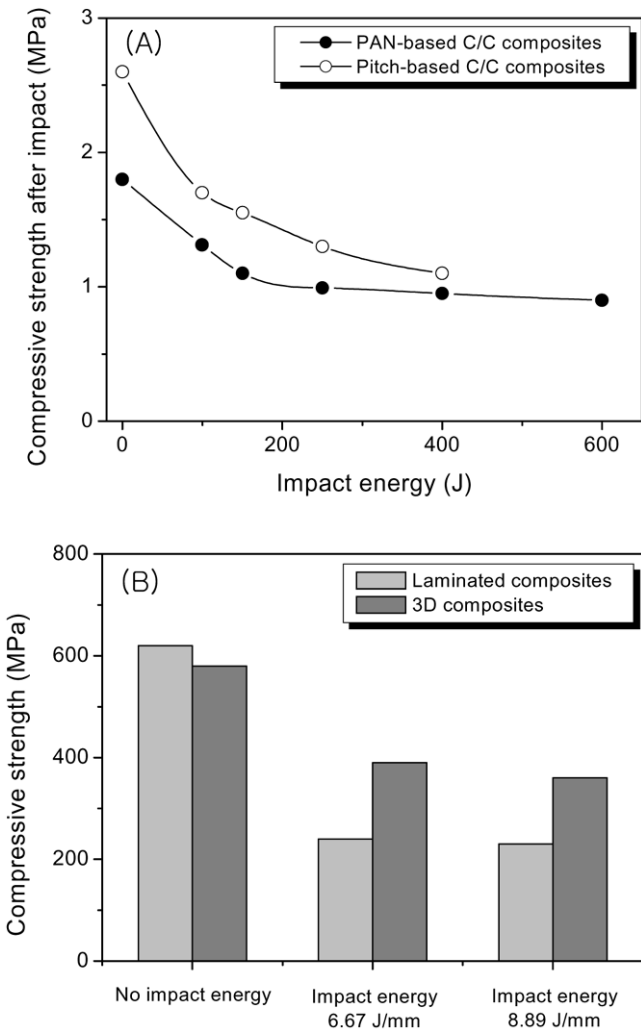 (A)
PAN-based C/C composites
Pitch-based C/C composites
Compressive strength after impact (MPa)
3
2
1
0
0
200
400
600
Impact energy (J)
(B)
Laminated composites
3D composites
Compressive strength (MPa)
800
600
400
200
0
No impact energy
Impact energy
6.67 J/mm
Impact energy
8.89 J/mm